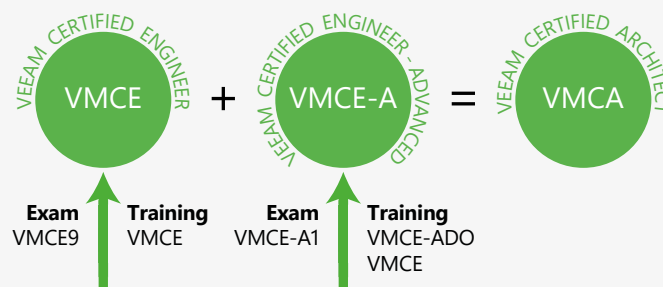 VEEAM CERTIFIED ENGINEER
VMCE
+
VEEAM CERTIFIED ENGINEER - ADVANCED
VMCE-A
=
VEEAM CERTIFIED ARCHITECT
VMCA
Exam
VMCE9
Training
VMCE
Exam
VMCE-A1
Training
VMCE-ADO
VMCE